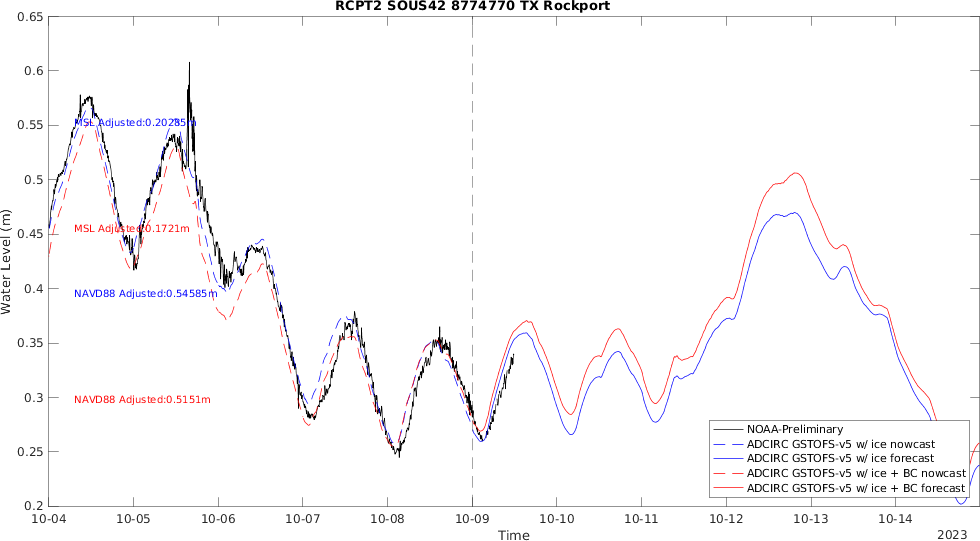 RCPT2 SOUS42 8774770 TX Rockport
0.65
0.6
0.55
0.5
0.45
0.4
0.35
0.3
0.25
0.2
Water Level (m)
MSL Adjusted:0.20285m
MSL Adjusted:0.1721m
NAVD88 Adjusted:0.54585m
NAVD88 Adjusted:0.5151m
NOAA-Preliminary
ADCIRC GSTOFS-v5 w/ ice nowcast
ADCIRC GSTOFS-v5 w/ ice forecast
ADCIRC GSTOFS-v5 w/ ice + BC nowcast
ADCIRC GSTOFS-v5 w/ ice + BC forecast
10-04 10-05 10-06 10-07 10-08 10-09 10-10 10-11 10-12 10-13 10-14
Time
2023